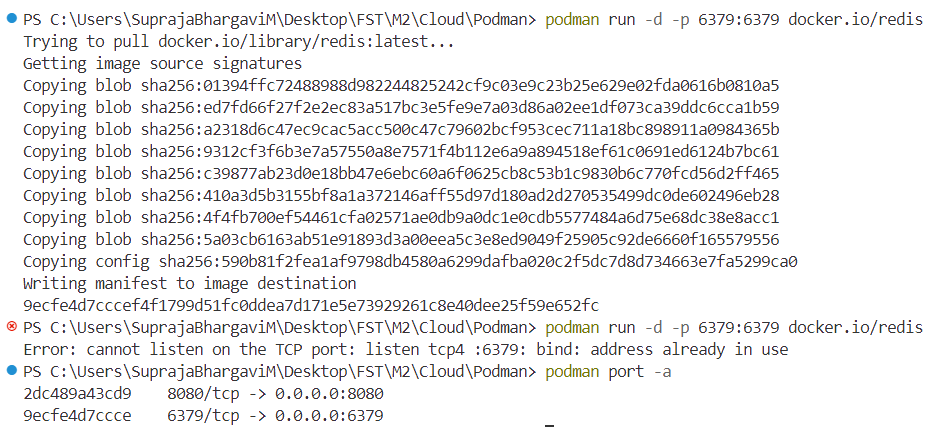 PS C:\Users\SuprajaBhargaviM\Desktop\FST\M2\Cloud\Podman> podman run -d -p 6379:6379 docker.io/redis
Trying to pull docker.io/library/redis:latest...
Getting image source signatures
Copying blob sha256:01394ffc72488988d982244825242cf9c03e9c23b25e629e02fda0616b0810a5
Copying blob sha256:ed7fd66f27f2e2ec83a517bc3e5fe9e7a03d86a02ee1df073ca39ddc6cca1b59
Copying blob sha256:a2318d6c47ec9cac5acc500c47c79602bcf953cec711a18bc898911a0984365b
Copying blob sha256:9312cf3f6b3e7a57550a8e7571f4b112e6a9a894518ef61c0691ed6124b7bc61
Copying blob sha256:c39877ab23d0e18bb47e6ebc60a6f0625cb8c53b1c9830b6c770fcd56d2ff465
Copying blob sha256:410a3d5b3155bf8a1a372146aff55d97d180ad2d270535499dc0de602496eb28
Copying blob sha256:4f4fb700ef54461cfa02571ae0db9a0dc1e0cdb5577484a6d75e68dc38e8acc1
Copying blob sha256:5a03cb6163ab51e91893d3a00eea5c3e8ed9049f25905c92de6660f165579556
Copying config sha256:590b81f2fea1af9798db4580a6299dafba020c2f5dc7d8d734663e7fa5299ca0
Writing manifest to image destination
9ecfe4d7cccef4f1799d51fc0ddea7d171e5e73929261c8e40dee25f59e652fc
PS C:\Users\SuprajaBhargaviM\Desktop\FST\M2\Cloud\Podman> podman run -d -p 6379:6379 docker.io/redis
Error: cannot listen on the TCP port: listen tcp4 :6379: bind: address already in use
PS C:\Users\SuprajaBhargaviM\Desktop\FST\M2\Cloud\Podman> podman port -a
2dc489a43cd9    8080/tcp -> 0.0.0.0:8080
9ecfe4d7ccce    6379/tcp -> 0.0.0.0:6379